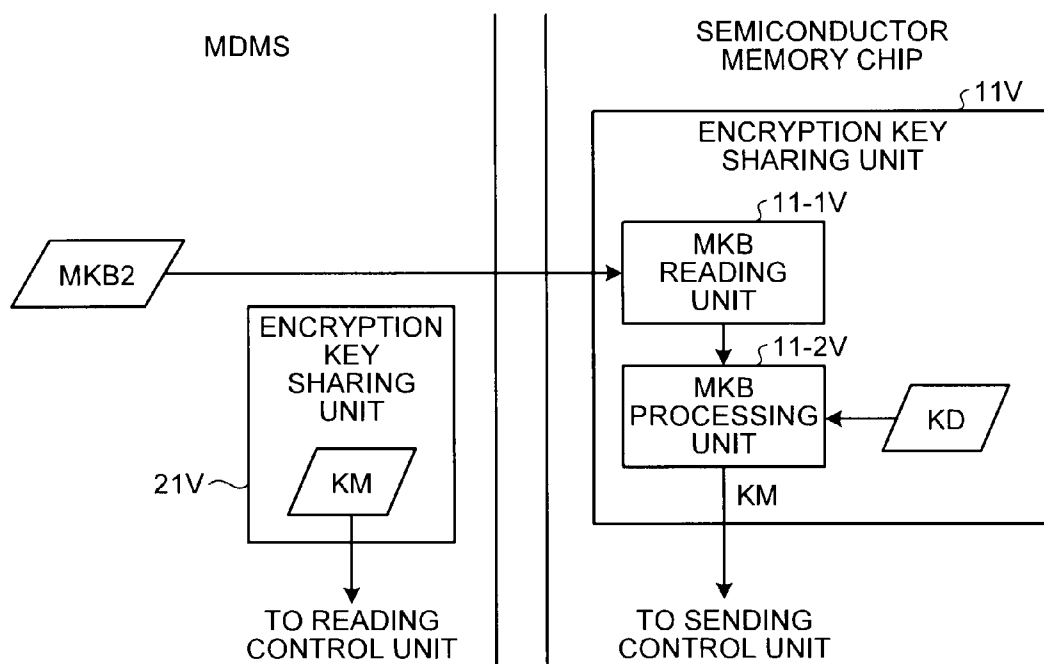 MDMS
SEMICONDUCTOR
MEMORY CHIP
11V
ENCRYPTION KEY
SHARING UNIT
11-1V
MKB
READING
UNIT
MKB2
ENCRYPTION
KEY
SHARING
UNIT
11-2V
MKB
PROCESSING
UNIT
KD
21V
KM
KM
TO READING
CONTROL UNIT
TO SENDING
CONTROL UNIT